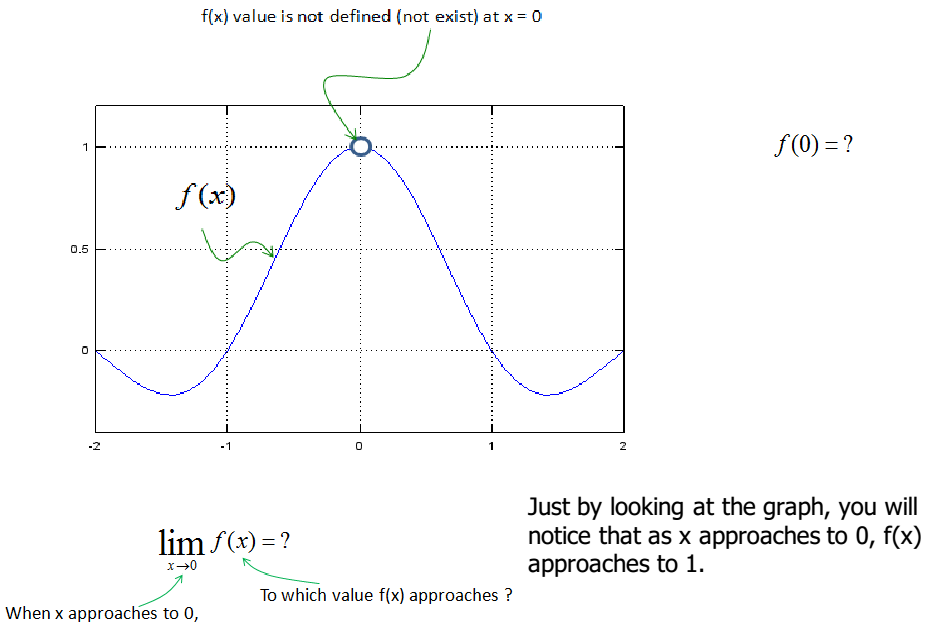 f(x) value is not defined (not exist) at x = 0
f(0) = ?
1
f(x)
0.5
0
-2 -1 0 1 2
Just by looking at the graph, you will
notice that as x approaches to 0, f(x)
approaches to 1.
lim f(x) = ?
x→0
To which value f(x) approaches ?
When x approaches to 0,